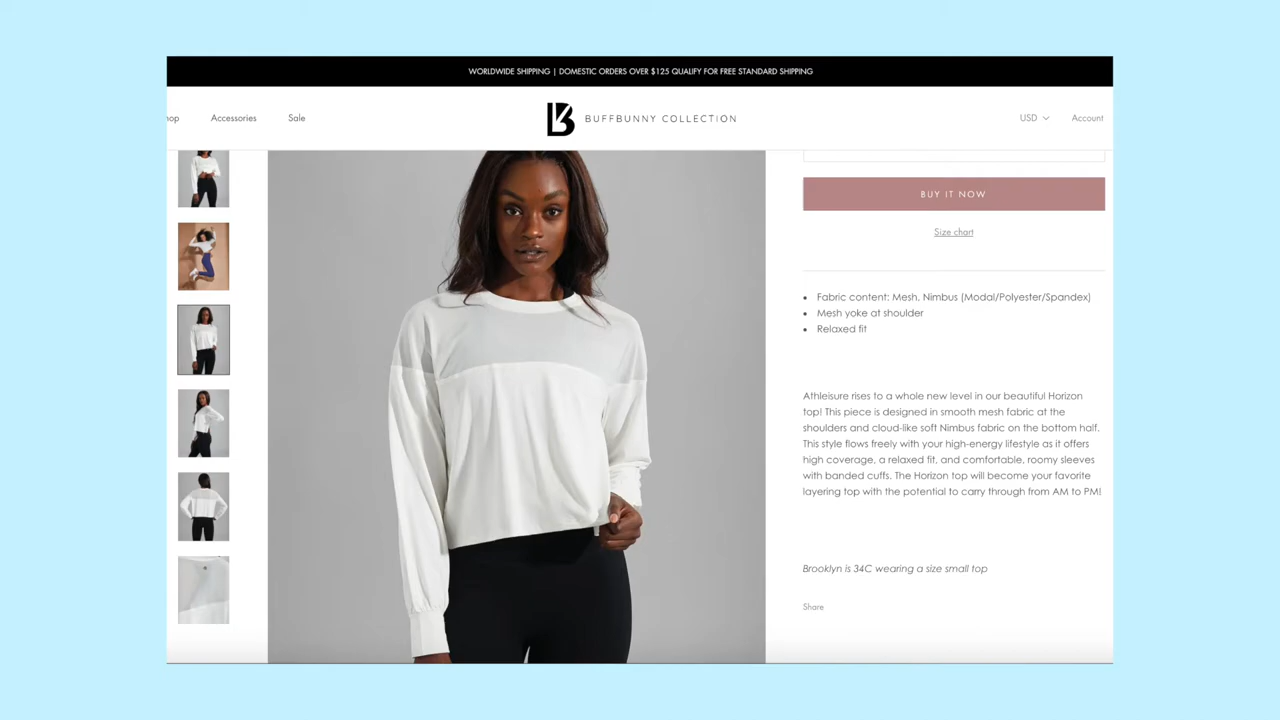 WORLDWIDE SHIPPING | DOMESTIC ORDERS OVER $125 QUALIFY FOR FREE STANDARD SHIPPING
hop Accessories Sale
BUFFBUNNY COLLECTION
USD Account
BUY IT NOW
Size chart
• Fabric content: Mesh, Nimbus (Modal/Polyester/Spandex)
• Mesh yoke at shoulder
• Relaxed fit
Athleisure rises to a whole new level in our beautiful Horizon
top! This piece is designed in smooth mesh fabric at the
shoulders and cloud-like soft Nimbus fabric on the bottom half.
This style flows freely with your high-energy lifestyle as it offers
high coverage, a relaxed fit, and comfortable, roomy sleeves
with banded cuffs. The Horizon top will become your favorite
layering top with the potential to carry through from AM to PM!
Brooklyn is 34C wearing a size small top
Share